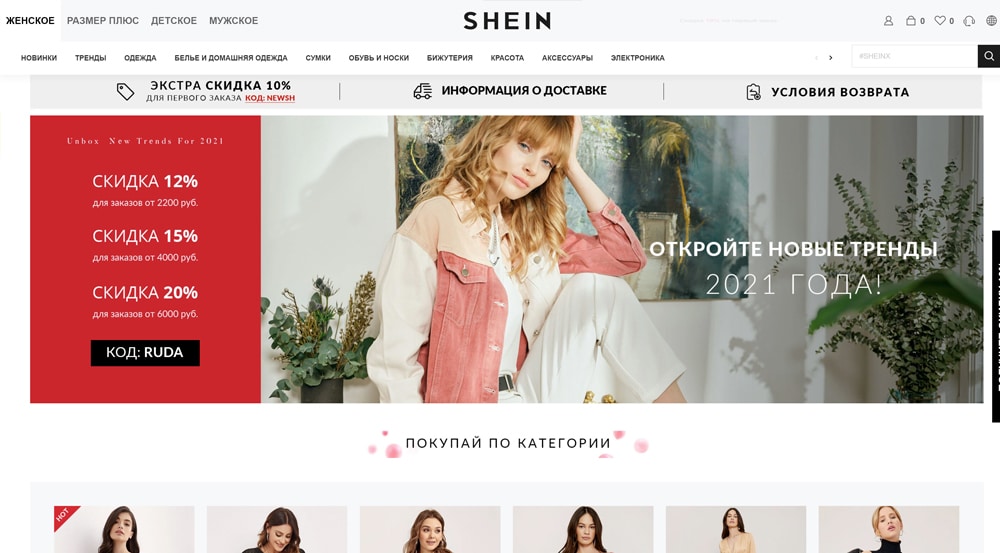 ЖЕНСКОЕ
РАЗМЕР ПЛЮС
ДЕТСКОЕ
МУЖСКОЕ
SHEIN
0
0
НОВИНКИ
ТРЕНДЫ
ОДЕЖДА
БЕЛЬЕ И ДОМАШНЯЯ ОДЕЖДА
СУМКИ
ОБУВЬ И НОСКИ
БИЖУТЕРИЯ
КРАСОТА
АКСЕССУАРЫ
ЭЛЕКТРОНИКА
#SHEINX
ЭКСТРА СКИДКА 10%
ДЛЯ ПЕРВОГО ЗАКАЗА КОД: NEWSH
ИНФОРМАЦИЯ О ДОСТАВКЕ
УСЛОВИЯ ВОЗВРАТА
Unbox New Trends For 2021
СКИДКА 12%
для заказов от 2200 руб.
СКИДКА 15%
для заказов от 4000 руб.
СКИДКА 20%
для заказов от 6000 руб.
КОД: RUDA
ОТКРОЙТЕ НОВЫЕ ТРЕНДЫ
2021 ГОДА!
ПОКУПАЙ ПО КАТЕГОРИИ
HOT